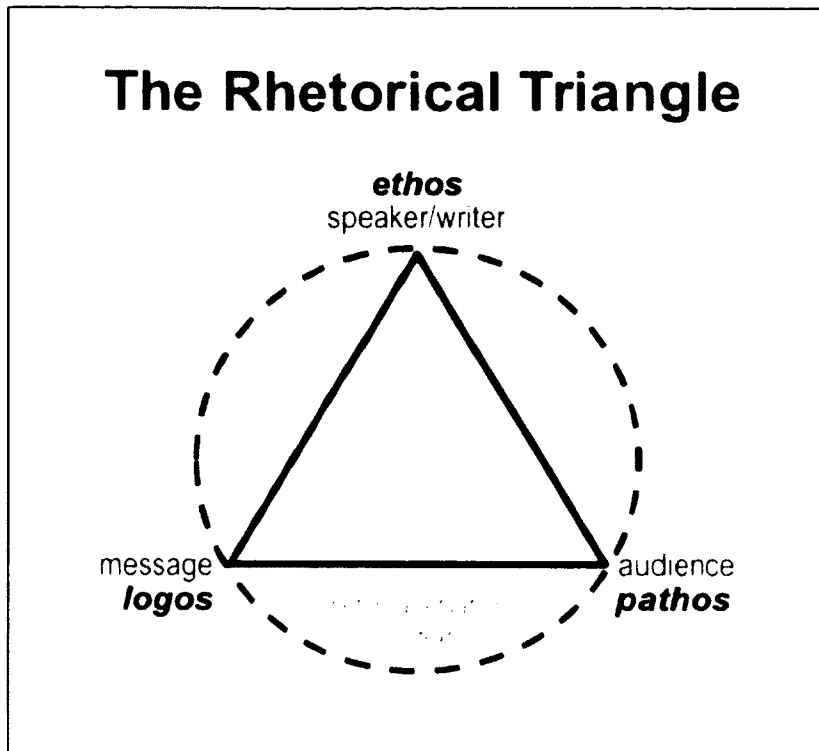 The Rhetorical Triangle
ethos
speaker/writer
message
audience
logos
pathos